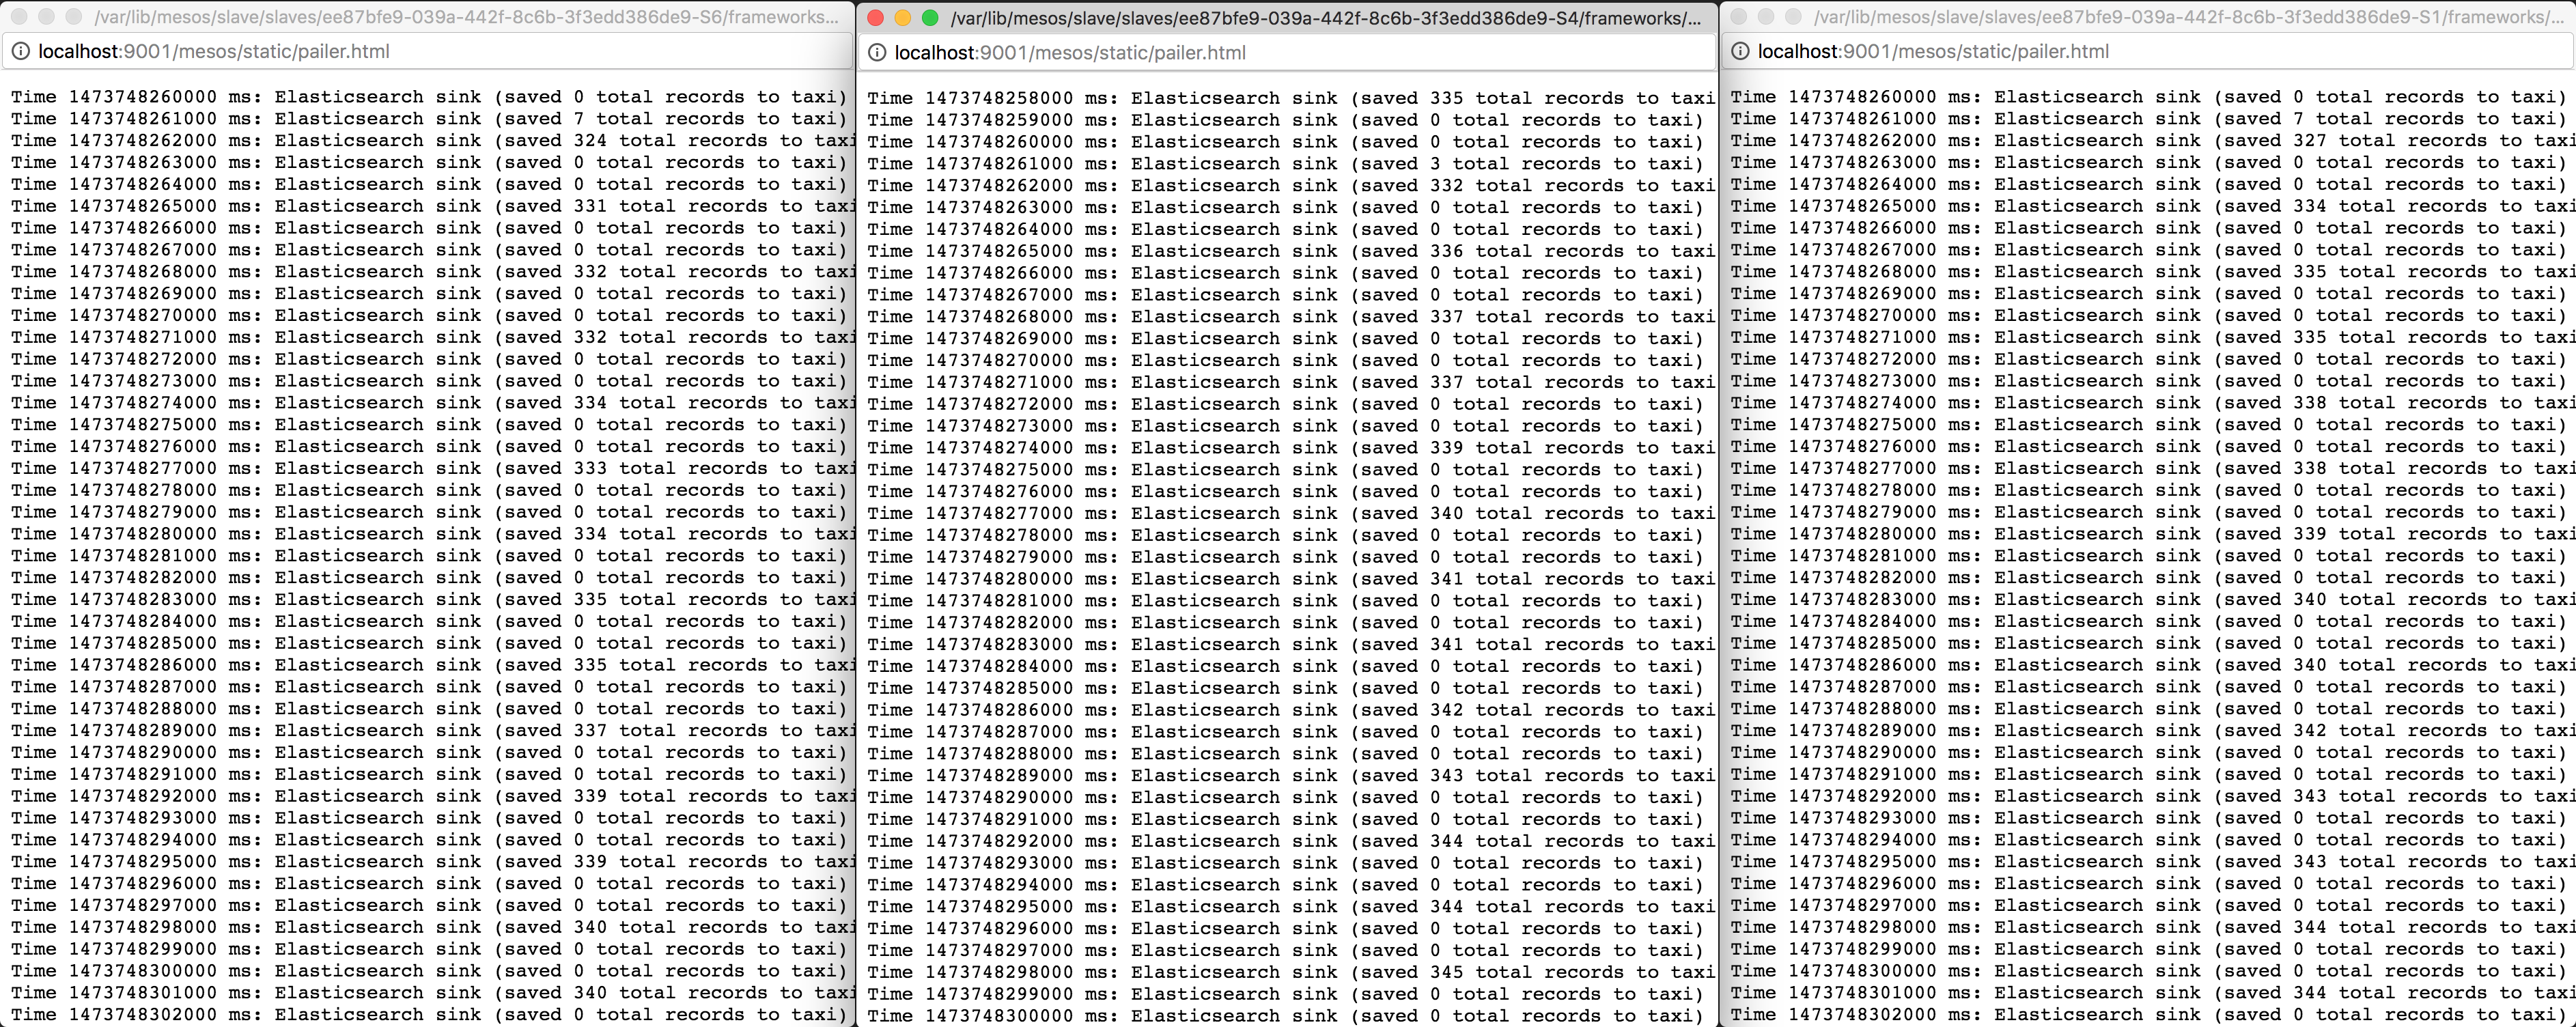 /var/lib/mesos/slave/slaves/ee87bfe9-039a-442f-8c6b-3f3edd386de9-S6/frameworks...
localhost:9001/mesos/static/pailer.html
Time 1473748260000 ms: Elasticsearch sink (saved 0 total records to taxi)
Time 1473748261000 ms: Elasticsearch sink (saved 7 total records to taxi)
Time 1473748262000 ms: Elasticsearch sink (saved 324 total records to taxi
Time 1473748263000 ms: Elasticsearch sink (saved 0 total records to taxi)
Time 1473748264000 ms: Elasticsearch sink (saved 0 total records to taxi)
Time 1473748265000 ms: Elasticsearch sink (saved 331 total records to taxi
Time 1473748266000 ms: Elasticsearch sink (saved 0 total records to taxi)
Time 1473748267000 ms: Elasticsearch sink (saved 0 total records to taxi)
Time 1473748268000 ms: Elasticsearch sink (saved 332 total records to taxi
Time 1473748269000 ms: Elasticsearch sink (saved 0 total records to taxi)
Time 1473748270000 ms: Elasticsearch sink (saved 0 total records to taxi)
Time 1473748271000 ms: Elasticsearch sink (saved 332 total records to taxi
Time 1473748272000 ms: Elasticsearch sink (saved 0 total records to taxi)
Time 1473748273000 ms: Elasticsearch sink (saved 0 total records to taxi)
Time 1473748274000 ms: Elasticsearch sink (saved 334 total records to taxi
Time 1473748275000 ms: Elasticsearch sink (saved 0 total records to taxi)
Time 1473748276000 ms: Elasticsearch sink (saved 0 total records to taxi)
Time 1473748277000 ms: Elasticsearch sink (saved 333 total records to taxi
Time 1473748278000 ms: Elasticsearch sink (saved 0 total records to taxi)
Time 1473748279000 ms: Elasticsearch sink (saved 0 total records to taxi)
Time 1473748280000 ms: Elasticsearch sink (saved 334 total records to taxi
Time 1473748281000 ms: Elasticsearch sink (saved 0 total records to taxi)
Time 1473748282000 ms: Elasticsearch sink (saved 0 total records to taxi)
Time 1473748283000 ms: Elasticsearch sink (saved 335 total records to taxi
Time 1473748284000 ms: Elasticsearch sink (saved 0 total records to taxi)
Time 1473748285000 ms: Elasticsearch sink (saved 0 total records to taxi)
Time 1473748286000 ms: Elasticsearch sink (saved 335 total records to taxi
Time 1473748287000 ms: Elasticsearch sink (saved 0 total records to taxi)
Time 1473748288000 ms: Elasticsearch sink (saved 0 total records to taxi)
Time 1473748289000 ms: Elasticsearch sink (saved 337 total records to taxi
Time 1473748290000 ms: Elasticsearch sink (saved 0 total records to taxi)
Time 1473748291000 ms: Elasticsearch sink (saved 0 total records to taxi)
Time 1473748292000 ms: Elasticsearch sink (saved 339 total records to taxi
Time 1473748293000 ms: Elasticsearch sink (saved 0 total records to taxi)
Time 1473748294000 ms: Elasticsearch sink (saved 0 total records to taxi)
Time 1473748295000 ms: Elasticsearch sink (saved 339 total records to taxi
Time 1473748296000 ms: Elasticsearch sink (saved 0 total records to taxi)
Time 1473748297000 ms: Elasticsearch sink (saved 0 total records to taxi)
Time 1473748298000 ms: Elasticsearch sink (saved 340 total records to taxi
Time 1473748299000 ms: Elasticsearch sink (saved 0 total records to taxi)
Time 1473748300000 ms: Elasticsearch sink (saved 0 total records to taxi)
Time 1473748301000 ms: Elasticsearch sink (saved 340 total records to taxi
Time 1473748302000 ms: Elasticsearch sink (saved 0 total records to taxi)
/var/lib/mesos/slave/slaves/ee87bfe9-039a-442f-8c6b-3f3edd386de9-S4/frameworks/...
localhost:9001/mesos/static/pailer.html
Time 1473748258000 ms: Elasticsearch sink (saved 335 total records to taxi
Time 1473748259000 ms: Elasticsearch sink (saved 0 total records to taxi)
Time 1473748260000 ms: Elasticsearch sink (saved 0 total records to taxi)
Time 1473748261000 ms: Elasticsearch sink (saved 3 total records to taxi)
Time 1473748262000 ms: Elasticsearch sink (saved 332 total records to taxi
Time 1473748263000 ms: Elasticsearch sink (saved 0 total records to taxi)
Time 1473748264000 ms: Elasticsearch sink (saved 0 total records to taxi)
Time 1473748265000 ms: Elasticsearch sink (saved 336 total records to taxi
Time 1473748266000 ms: Elasticsearch sink (saved 0 total records to taxi)
Time 1473748267000 ms: Elasticsearch sink (saved 0 total records to taxi)
Time 1473748268000 ms: Elasticsearch sink (saved 337 total records to taxi
Time 1473748269000 ms: Elasticsearch sink (saved 0 total records to taxi)
Time 1473748270000 ms: Elasticsearch sink (saved 0 total records to taxi)
Time 1473748271000 ms: Elasticsearch sink (saved 337 total records to taxi
Time 1473748272000 ms: Elasticsearch sink (saved 0 total records to taxi)
Time 1473748273000 ms: Elasticsearch sink (saved 0 total records to taxi)
Time 1473748274000 ms: Elasticsearch sink (saved 339 total records to taxi
Time 1473748275000 ms: Elasticsearch sink (saved 0 total records to taxi)
Time 1473748276000 ms: Elasticsearch sink (saved 0 total records to taxi)
Time 1473748277000 ms: Elasticsearch sink (saved 340 total records to taxi
Time 1473748278000 ms: Elasticsearch sink (saved 0 total records to taxi)
Time 1473748279000 ms: Elasticsearch sink (saved 0 total records to taxi)
Time 1473748280000 ms: Elasticsearch sink (saved 341 total records to taxi
Time 1473748281000 ms: Elasticsearch sink (saved 0 total records to taxi)
Time 1473748282000 ms: Elasticsearch sink (saved 0 total records to taxi)
Time 1473748283000 ms: Elasticsearch sink (saved 341 total records to taxi
Time 1473748284000 ms: Elasticsearch sink (saved 0 total records to taxi)
Time 1473748285000 ms: Elasticsearch sink (saved 0 total records to taxi)
Time 1473748286000 ms: Elasticsearch sink (saved 342 total records to taxi
Time 1473748287000 ms: Elasticsearch sink (saved 0 total records to taxi)
Time 1473748288000 ms: Elasticsearch sink (saved 0 total records to taxi)
Time 1473748289000 ms: Elasticsearch sink (saved 343 total records to taxi
Time 1473748290000 ms: Elasticsearch sink (saved 0 total records to taxi)
Time 1473748291000 ms: Elasticsearch sink (saved 0 total records to taxi)
Time 1473748292000 ms: Elasticsearch sink (saved 344 total records to taxi
Time 1473748293000 ms: Elasticsearch sink (saved 0 total records to taxi)
Time 1473748294000 ms: Elasticsearch sink (saved 0 total records to taxi)
Time 1473748295000 ms: Elasticsearch sink (saved 344 total records to taxi
Time 1473748296000 ms: Elasticsearch sink (saved 0 total records to taxi)
Time 1473748297000 ms: Elasticsearch sink (saved 0 total records to taxi)
Time 1473748298000 ms: Elasticsearch sink (saved 345 total records to taxi
Time 1473748299000 ms: Elasticsearch sink (saved 0 total records to taxi)
Time 1473748300000 ms: Elasticsearch sink (saved 0 total records to taxi)
/var/lib/mesos/slave/slaves/ee87bfe9-039a-442f-8c6b-3f3edd386de9-S1/frameworks/...
localhost:9001/mesos/static/pailer.html
Time 1473748260000 ms: Elasticsearch sink (saved 0 total records to taxi)
Time 1473748261000 ms: Elasticsearch sink (saved 7 total records to taxi)
Time 1473748262000 ms: Elasticsearch sink (saved 327 total records to taxi
Time 1473748263000 ms: Elasticsearch sink (saved 0 total records to taxi)
Time 1473748264000 ms: Elasticsearch sink (saved 0 total records to taxi)
Time 1473748265000 ms: Elasticsearch sink (saved 334 total records to taxi
Time 1473748266000 ms: Elasticsearch sink (saved 0 total records to taxi)
Time 1473748267000 ms: Elasticsearch sink (saved 0 total records to taxi)
Time 1473748268000 ms: Elasticsearch sink (saved 335 total records to taxi
Time 1473748269000 ms: Elasticsearch sink (saved 0 total records to taxi)
Time 1473748270000 ms: Elasticsearch sink (saved 0 total records to taxi)
Time 1473748271000 ms: Elasticsearch sink (saved 335 total records to taxi
Time 1473748272000 ms: Elasticsearch sink (saved 0 total records to taxi)
Time 1473748273000 ms: Elasticsearch sink (saved 0 total records to taxi)
Time 1473748274000 ms: Elasticsearch sink (saved 338 total records to taxi
Time 1473748275000 ms: Elasticsearch sink (saved 0 total records to taxi)
Time 1473748276000 ms: Elasticsearch sink (saved 0 total records to taxi)
Time 1473748277000 ms: Elasticsearch sink (saved 338 total records to taxi
Time 1473748278000 ms: Elasticsearch sink (saved 0 total records to taxi)
Time 1473748279000 ms: Elasticsearch sink (saved 0 total records to taxi)
Time 1473748280000 ms: Elasticsearch sink (saved 339 total records to taxi
Time 1473748281000 ms: Elasticsearch sink (saved 0 total records to taxi)
Time 1473748282000 ms: Elasticsearch sink (saved 0 total records to taxi)
Time 1473748283000 ms: Elasticsearch sink (saved 340 total records to taxi
Time 1473748284000 ms: Elasticsearch sink (saved 0 total records to taxi)
Time 1473748285000 ms: Elasticsearch sink (saved 0 total records to taxi)
Time 1473748286000 ms: Elasticsearch sink (saved 340 total records to taxi
Time 1473748287000 ms: Elasticsearch sink (saved 0 total records to taxi)
Time 1473748288000 ms: Elasticsearch sink (saved 0 total records to taxi)
Time 1473748289000 ms: Elasticsearch sink (saved 342 total records to taxi
Time 1473748290000 ms: Elasticsearch sink (saved 0 total records to taxi)
Time 1473748291000 ms: Elasticsearch sink (saved 0 total records to taxi)
Time 1473748292000 ms: Elasticsearch sink (saved 343 total records to taxi
Time 1473748293000 ms: Elasticsearch sink (saved 0 total records to taxi)
Time 1473748294000 ms: Elasticsearch sink (saved 0 total records to taxi)
Time 1473748295000 ms: Elasticsearch sink (saved 343 total records to taxi
Time 1473748296000 ms: Elasticsearch sink (saved 0 total records to taxi)
Time 1473748297000 ms: Elasticsearch sink (saved 0 total records to taxi)
Time 1473748298000 ms: Elasticsearch sink (saved 344 total records to taxi
Time 1473748299000 ms: Elasticsearch sink (saved 0 total records to taxi)
Time 1473748300000 ms: Elasticsearch sink (saved 0 total records to taxi)
Time 1473748301000 ms: Elasticsearch sink (saved 344 total records to taxi
Time 1473748302000 ms: Elasticsearch sink (saved 0 total records to taxi)